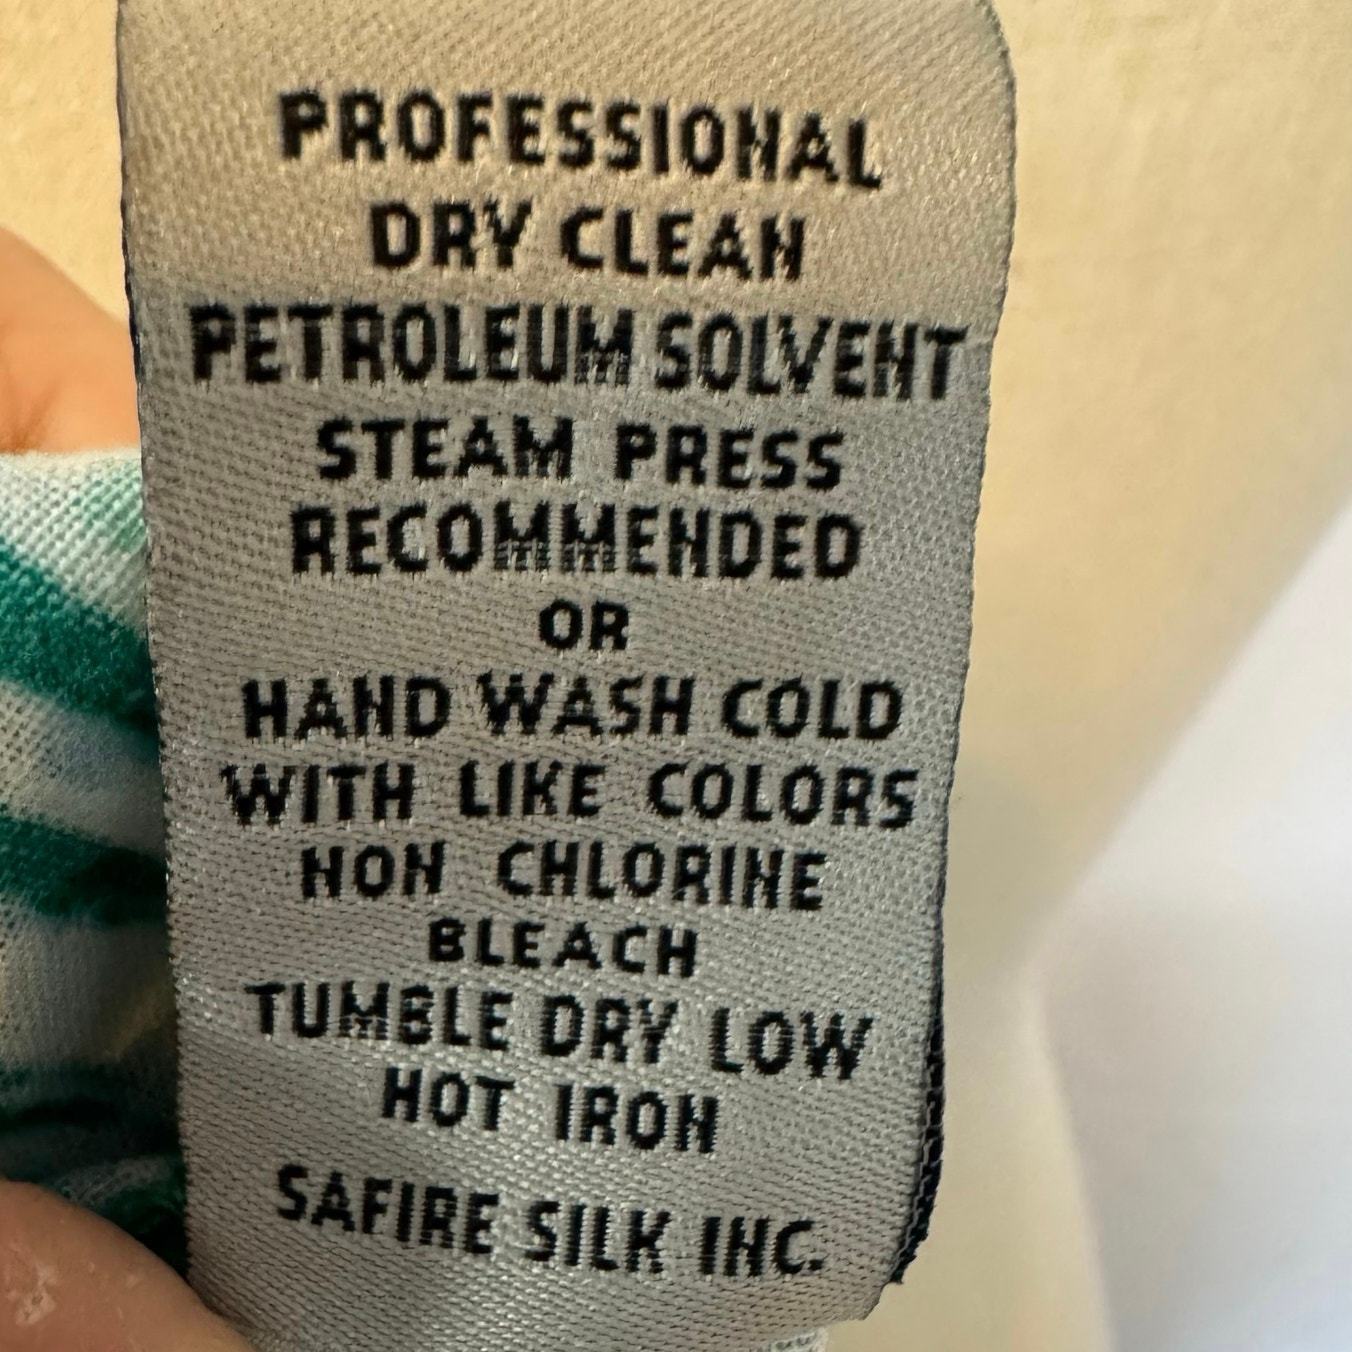 PROFESSIONAL
DRY CLEAN
PETROLEUM SOLVENT
STEAM PRESS
RECOMMENDED
OR
HAND WASH COLD
WITH LIKE COLORS
NON CHLORINE
BLEACH
TUMBLE DRY LOW
HOT IRON
SAFIRE SILK INC.